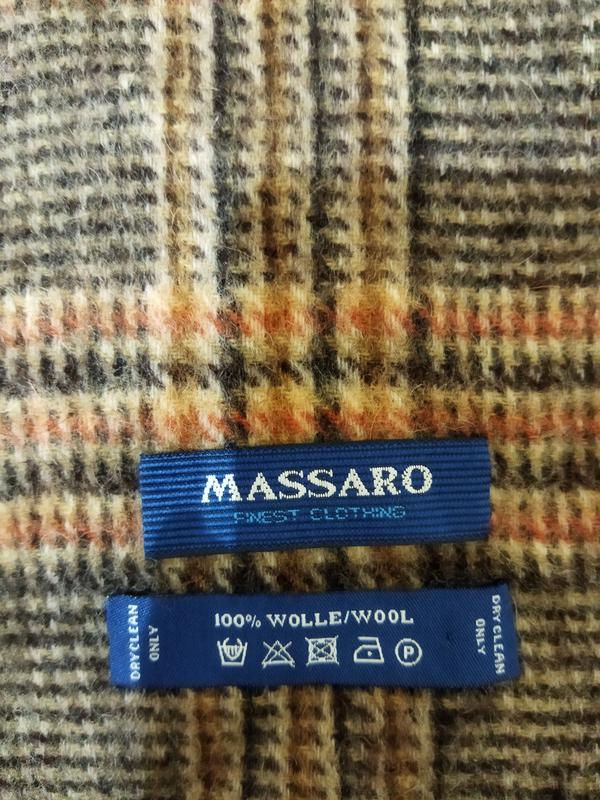 MASSARO
FINEST CLOTHING
DRYCLEAN
ONLY
100% WOLLE/WOOL
P
DRYCLEAN
ONLY